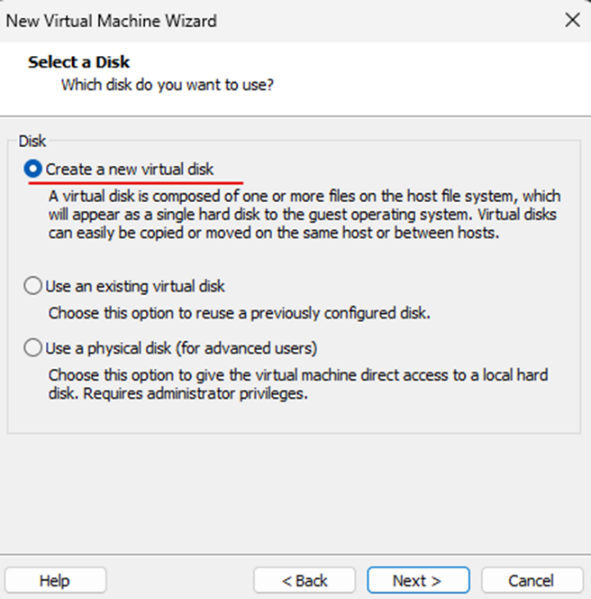 New Virtual Machine Wizard
Select a Disk
Which disk do you want to use?
Disk
Create a new virtual disk
A virtual disk is composed of one or more files on the host file system, which
will appear as a single hard disk to the guest operating system. Virtual disks
can easily be copied or moved on the same host or between hosts.
Use an existing virtual disk
Choose this option to reuse a previously configured disk.
Use a physical disk (for advanced users)
Choose this option to give the virtual machine direct access to a local hard
disk. Requires administrator privileges.
Help
< Back
Next >
Cancel